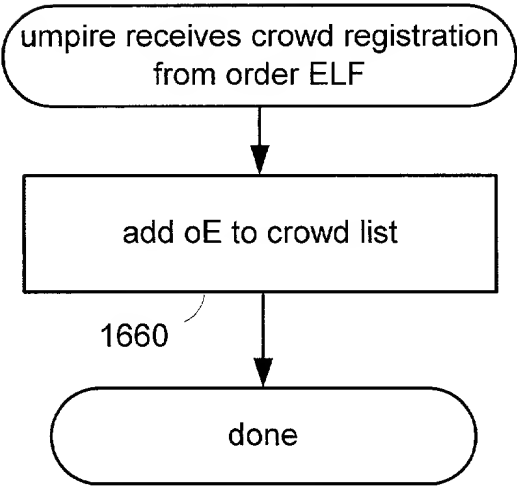 umpire receives crowd registration
from order ELF
add oE to crowd list
1660
done